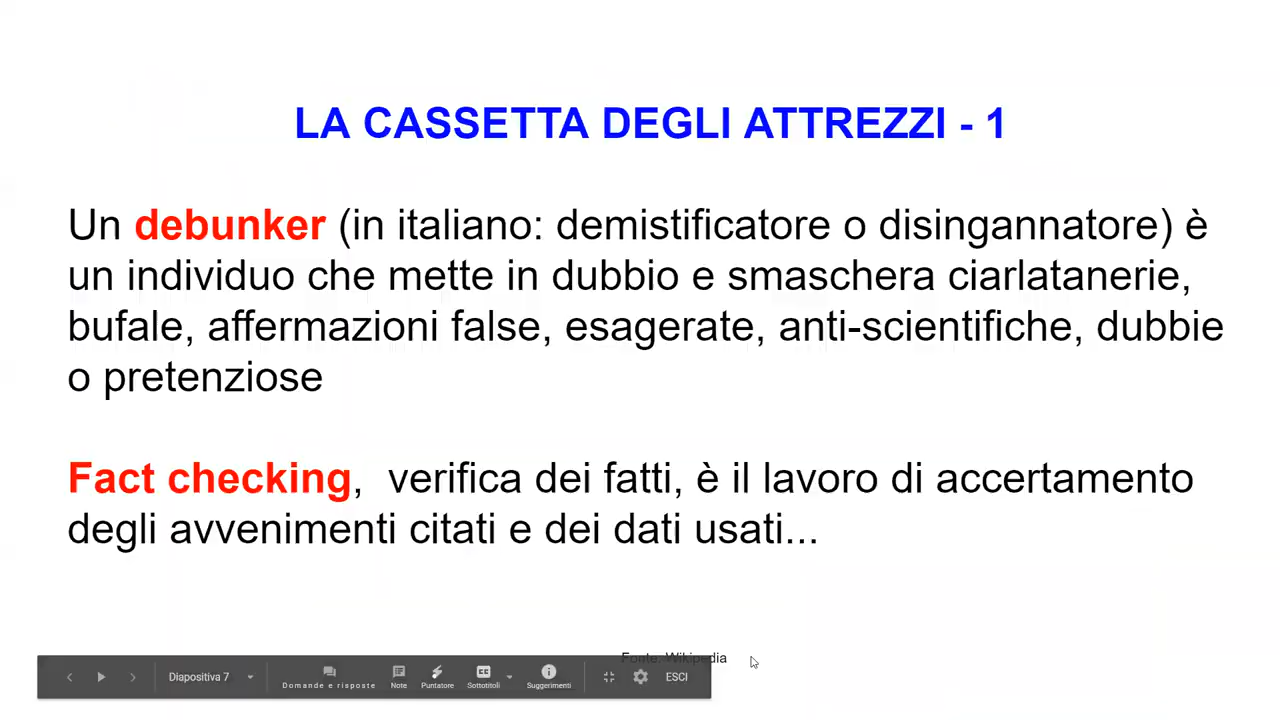 LA CASSETTA DEGLI ATTREZZI - 1
Un debunker (in italiano: demistificatore o disingannatore) è
un individuo che mette in dubbio e smaschera ciarlatanerie,
bufale, affermazioni false, esagerate, anti-scientifiche, dubbie
o pretenziose
Fact checking,  verifica dei fatti, è il lavoro di accertamento
degli avvenimenti citati e dei dati usati...
Fonte: Wikipedia
Diapositiva 7
Domande e risposte
Note
Puntatore
Sottotitoli
Suggerimenti
ESCI